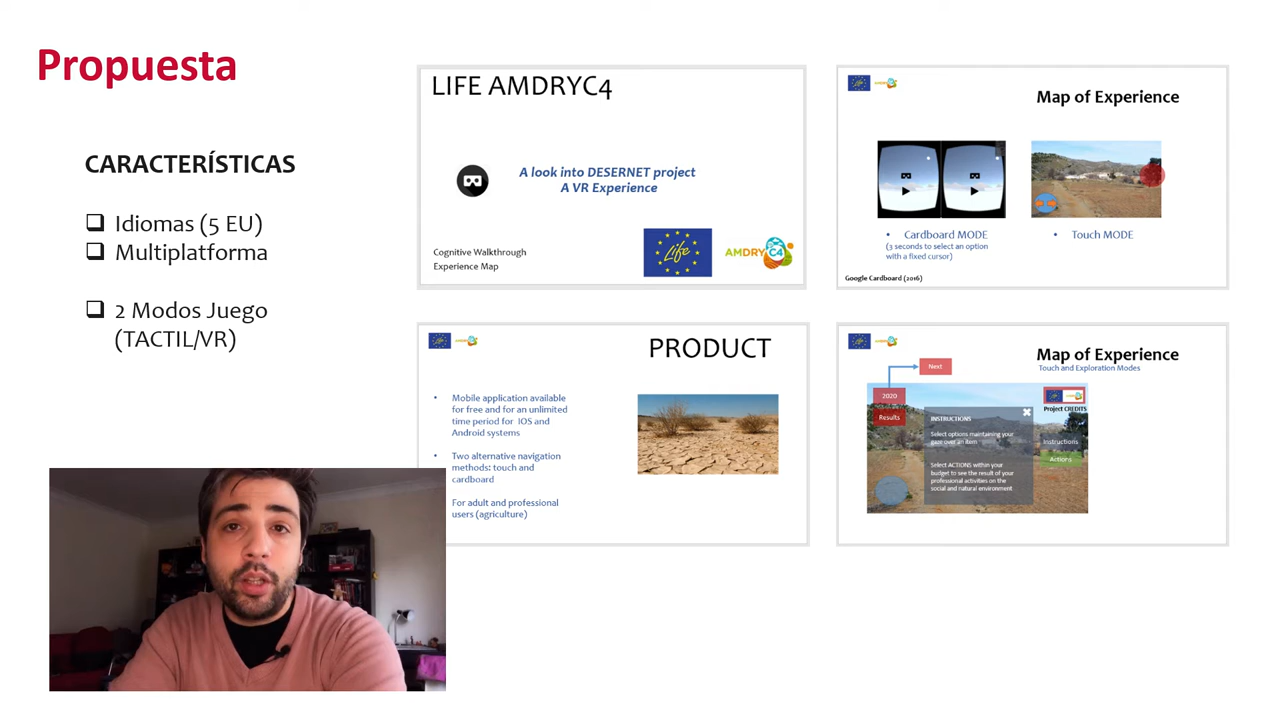 Propuesta
CARACTERÍSTICAS
Idiomas (5 EU)
Multiplatforma
2 Modos Juego
(TACTIL/VR)
LIFE AMDRYC4
A look into DESERNET project
A VR Experience
Cognitive Walkthrough
Experience Map
Life
AMDRYC4
Map of Experience
Cardboard MODE
(3 seconds to select an option
with a fixed cursor)
Touch MODE
Google Cardboard (2016)
PRODUCT
Mobile application available
for free and for an unlimited
time period for IOS and
Android systems
Two alternative navigation
methods: touch and
cardboard
For adult and professional
users (agriculture)
Map of Experience
Touch and Exploration Modes
Next
2020
Results
INSTRUCTIONS
Select options maintaining your
gaze over an item
Select ACTIONS within your
budget to see the result of your
professional activities on the
social and natural environment
Project CREDITS
Instructions
Actions